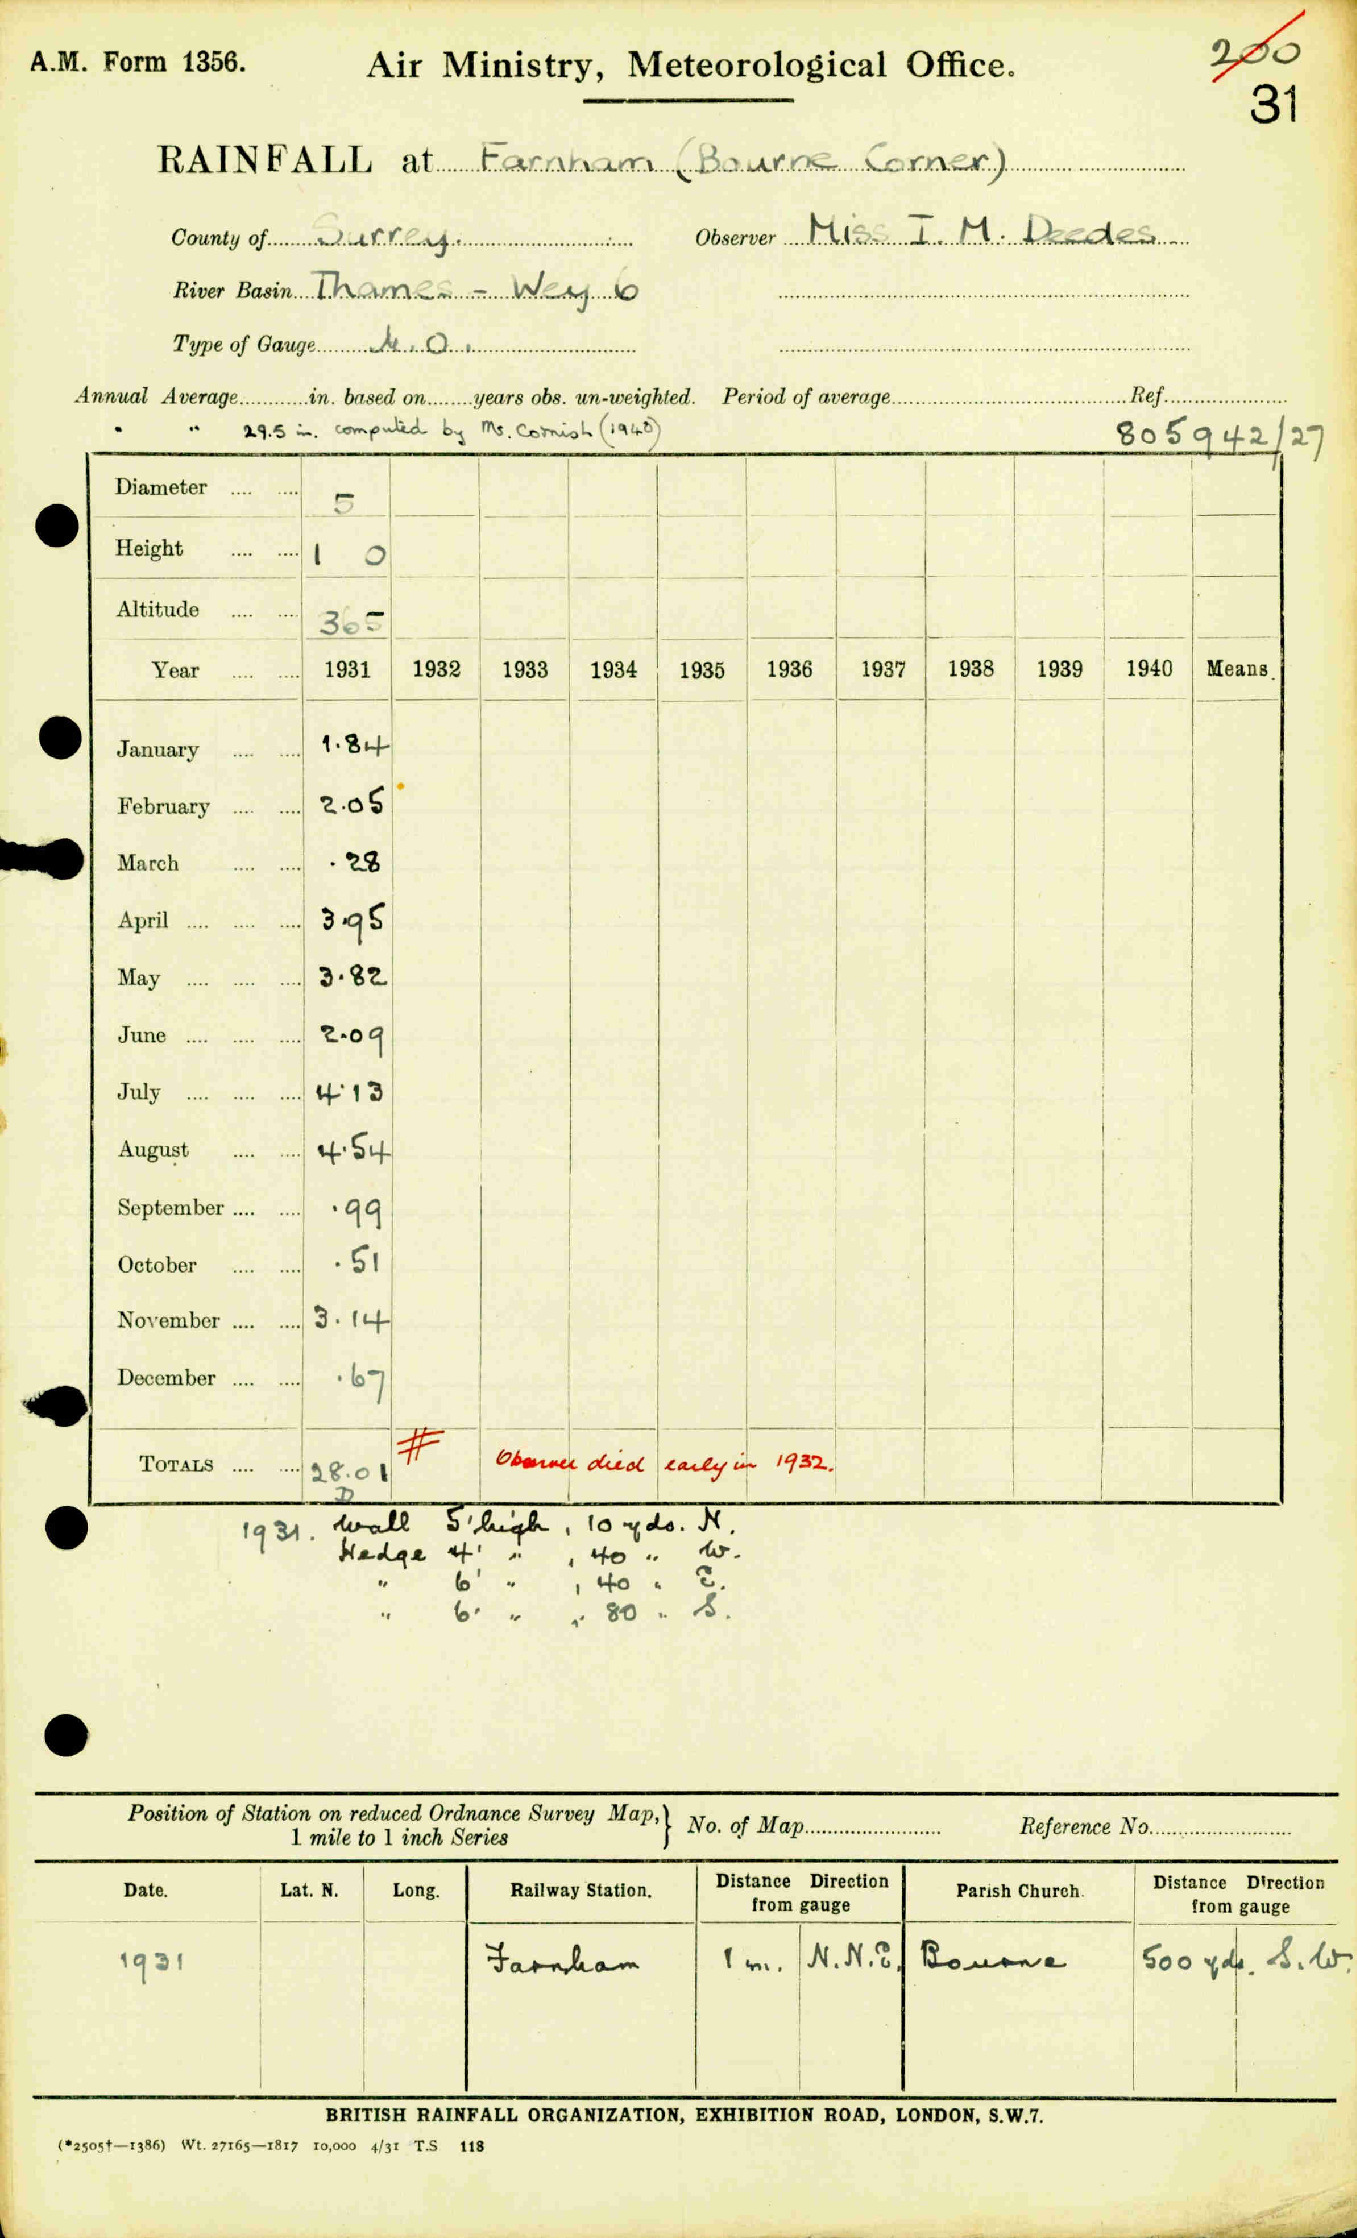 A.M. Form 1356. Air Ministry, Meteorological Office. 200
31
RAINFALL at Farnham (Bourne Corner)
County of Surrey. Observer Miss I. M. Deedes
River Basin Thames - Wey 6
Type of Gauge M.O.
Annual Average in. based on years obs. un-weighted. Period of average Ref.
" " 29.5 in. computed by Ms. Cornish (1940) 805942/27
Diameter 5
Height 1 0
Altitude 365
Year 1931 1932 1933 1934 1935 1936 1937 1938 1939 1940 Means.
January 1.84
February 2.05
March .28
April 3.95
May 3.82
June 2.09
July 4.13
August 4.54
September .99
October .51
November 3.14
December .67
TOTALS 28.01 # Observer died early in 1932.
D
1931. Wall 5' high, 10 yds. N.
Hedge 4' " , 40 " W.
" 6' " , 40 " E.
" 6' " " 80 " S.
Position of Station on reduced Ordnance Survey Map, } No. of Map Reference No.
1 mile to 1 inch Series
Date. Lat. N. Long. Railway Station. Distance Direction from gauge Parish Church. Distance Direction from gauge
1931 Farnham 1 m. N.N.E. Bourne 500 yds. S.W.
BRITISH RAINFALL ORGANIZATION, EXHIBITION ROAD, LONDON, S.W.7.
(*2505†—1386) Wt. 27165—1817 10,000 4/31 T.S 118